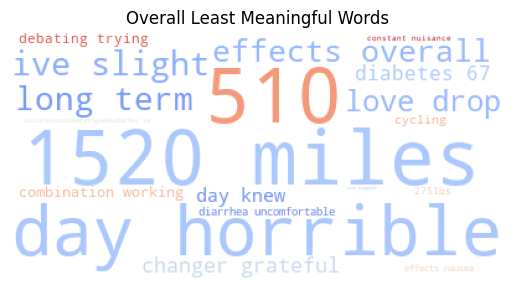 Overall Least Meaningful Words
debating trying
constant nuisance
ive slight
effects overall
diabetes 67
long term
510
love drop
cycling
1520 miles
combination working
day knew
275lbs
diarrhea uncomfortable
day horrible
changer grateful
effects nausea